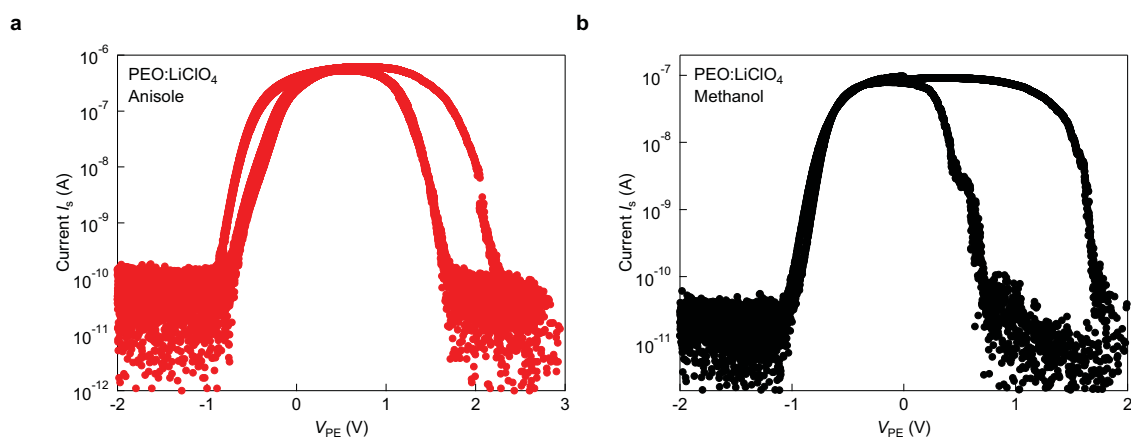 a
PEO:LiClO₄
Anisole
Current Iₛ (A)
10⁻⁶
10⁻⁷
10⁻⁸
10⁻⁹
10⁻¹⁰
10⁻¹¹
10⁻¹²
-2 -1 0 1 2 3
V_PE (V)
b
PEO:LiClO₄
Methanol
Current Iₛ (A)
10⁻⁷
10⁻⁸
10⁻⁹
10⁻¹⁰
10⁻¹¹
-2 -1 0 1 2
V_PE (V)